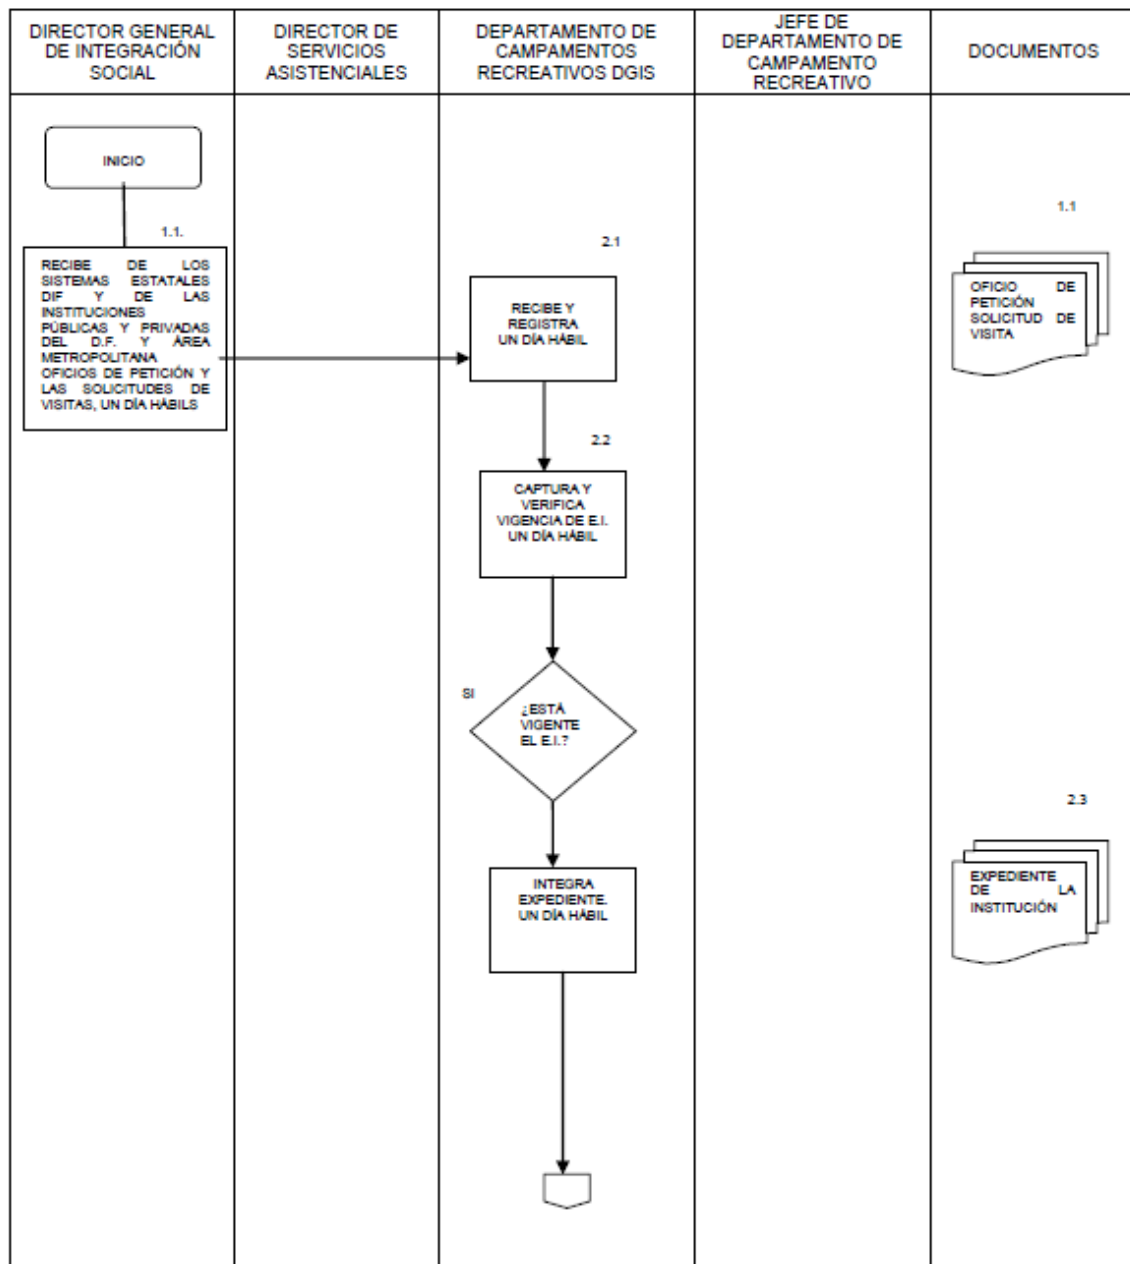 DIRECTOR GENERAL
DE INTEGRACIÓN
SOCIAL
DIRECTOR DE
SERVICIOS
ASISTENCIALES
DEPARTAMENTO DE
CAMPAMENTOS
RECREATIVOS DGIS
JEFE DE
DEPARTAMENTO DE
CAMPAMENTO
RECREATIVO
DOCUMENTOS
INICIO
1.1.
RECIBE DE LOS
SISTEMAS ESTATALES
DIF Y DE LAS
INSTITUCIONES
PÚBLICAS Y PRIVADAS
DEL D.F. Y ÁREA
METROPOLITANA
OFICIOS DE PETICIÓN Y
LAS SOLICITUDES DE
VISITAS, UN DÍA HÁBILS
2.1
RECIBE Y
REGISTRA
UN DÍA HÁBIL
1.1
OFICIO DE
PETICIÓN
SOLICITUD DE
VISITA
2.2
CAPTURA Y
VERIFICA
VIGENCIA DE E.I.
UN DÍA HÁBIL
SI
¿ESTÁ
VIGENTE
EL E.I.?
2.3
INTEGRA
EXPEDIENTE.
UN DÍA HÁBIL
EXPEDIENTE
DE LA
INSTITUCIÓN